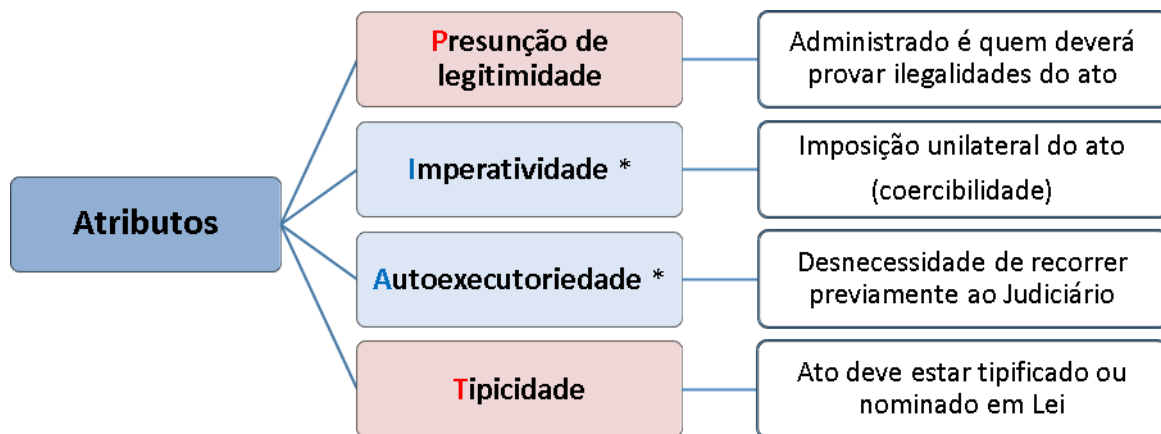 Atributos
Presunção de
legitimidade
Administrado é quem deverá
provar ilegalidades do ato
Imperatividade *
Imposição unilateral do ato
(coercibilidade)
Autoexecutoriedade *
Desnecessidade de recorrer
previamente ao Judiciário
Tipicidade
Ato deve estar tipificado ou
nominado em Lei